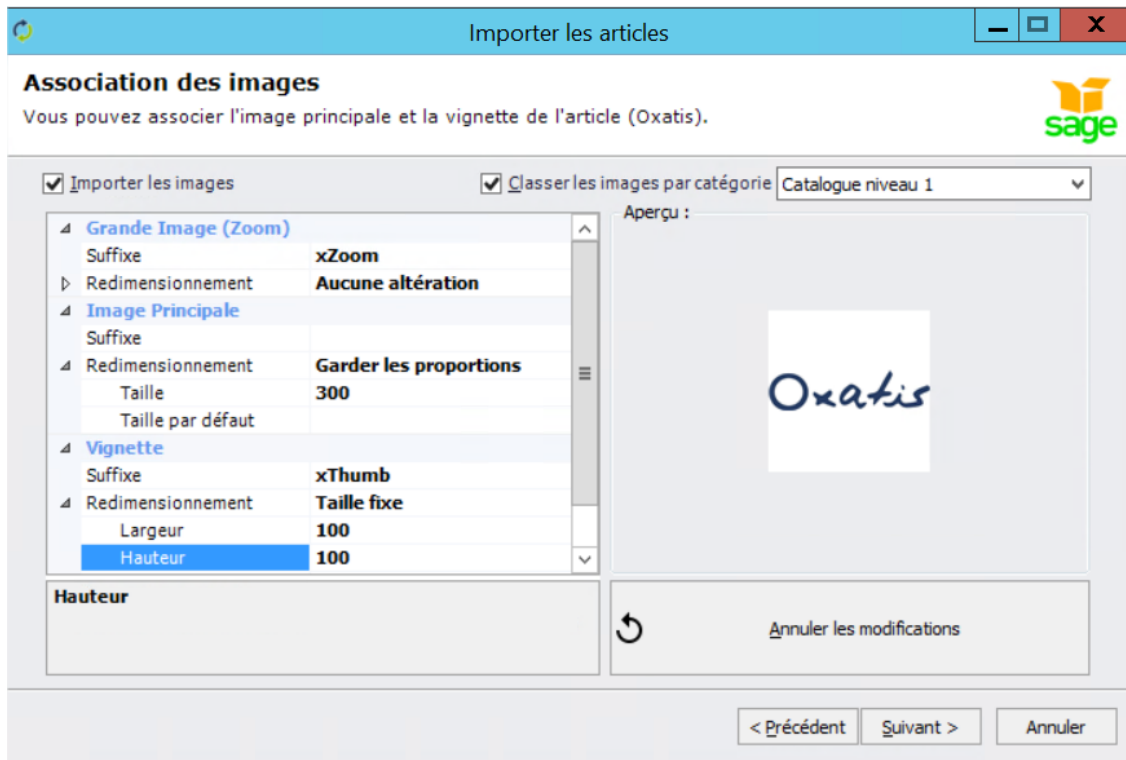 Importer les articles
Association des images
Vous pouvez associer l'image principale et la vignette de l'article (Oxatis).
sage
Importer les images
Classer les images par catégorie Catalogue niveau 1
Grande Image (Zoom)
Suffixe xZoom
Redimensionnement Aucune altération
Image Principale
Suffixe
Redimensionnement Garder les proportions
Taille 300
Taille par défaut
Vignette
Suffixe xThumb
Redimensionnement Taille fixe
Largeur 100
Hauteur 100
Aperçu :
Oxatis
Hauteur
Annuler les modifications
< Précédent Suivant > Annuler